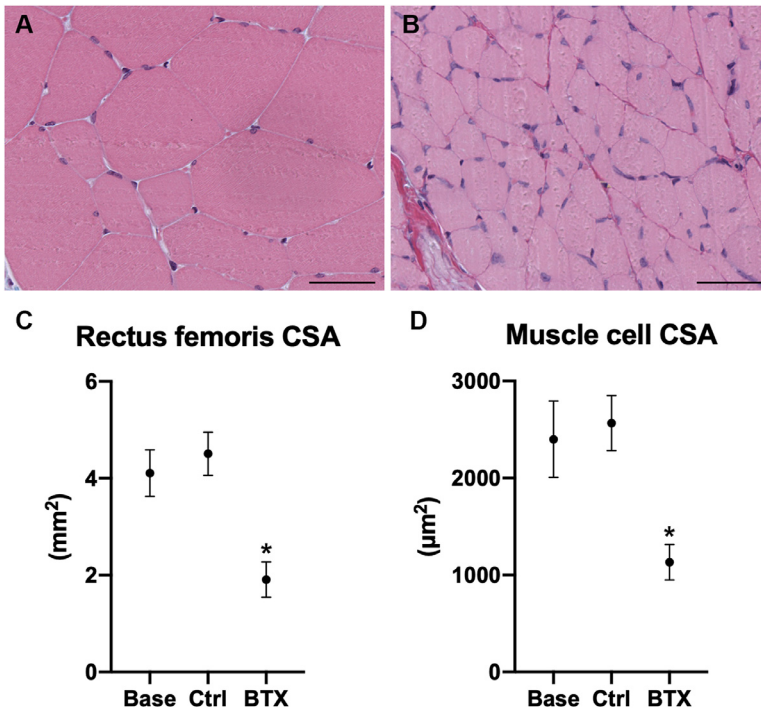 A
B
C
Rectus femoris CSA
6
4
2
0
(mm²)
*
Base Ctrl BTX
D
Muscle cell CSA
3000
2000
1000
0
(µm²)
*
Base Ctrl BTX